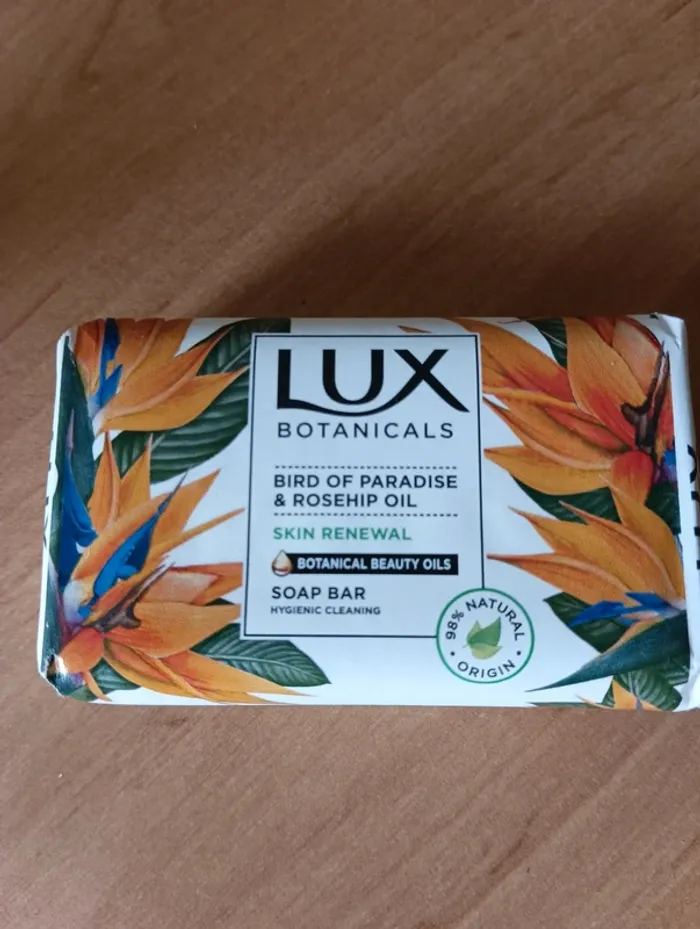 LUX
BOTANICALS
BIRD OF PARADISE
& ROSEHIP OIL
SKIN RENEWAL
BOTANICAL BEAUTY OILS
SOAP BAR
HYGIENIC CLEANING
98% NATURAL
• ORIGIN •